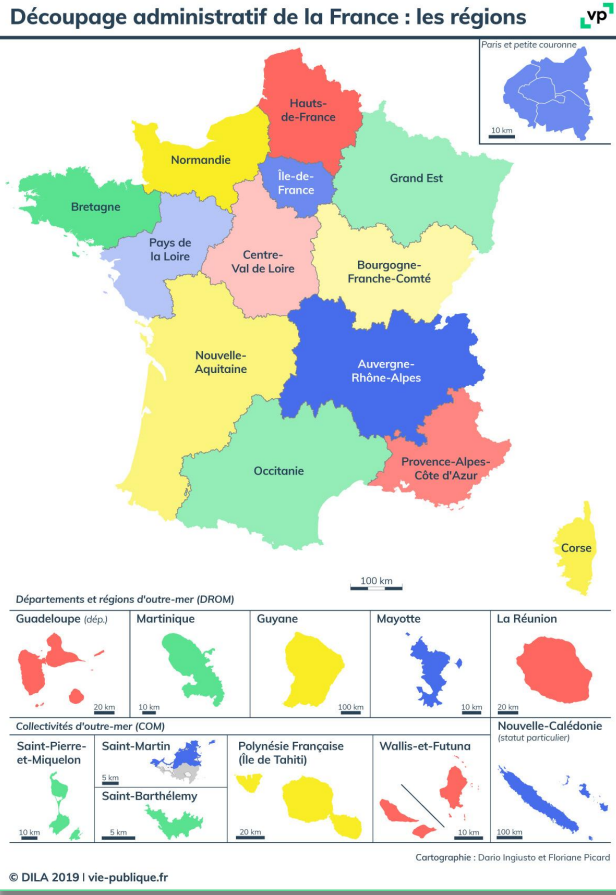 Découpage administratif de la France : les régions
vp
Paris et petite couronne
10 km
Hauts-
de-France
Normandie
Île-de-
France
Grand Est
Bretagne
Pays de
la Loire
Centre-
Val de Loire
Bourgogne-
Franche-Comté
Nouvelle-
Aquitaine
Auvergne-
Rhône-Alpes
Occitanie
Provence-Alpes-
Côte d'Azur
Corse
100 km
Départements et régions d'outre-mer (DROM)
Guadeloupe (dép.)
20 km
Martinique
10 km
Guyane
100 km
Mayotte
10 km
La Réunion
20 km
Collectivités d'outre-mer (COM)
Saint-Pierre-
et-Miquelon
10 km
Saint-Martin
5 km
Saint-Barthélemy
5 km
Polynésie Française
(Île de Tahiti)
20 km
Wallis-et-Futuna
10 km
Nouvelle-Calédonie
(statut particulier)
100 km
Cartographie : Dario Ingiusto et Floriane Picard
© DILA 2019 I vie-publique.fr